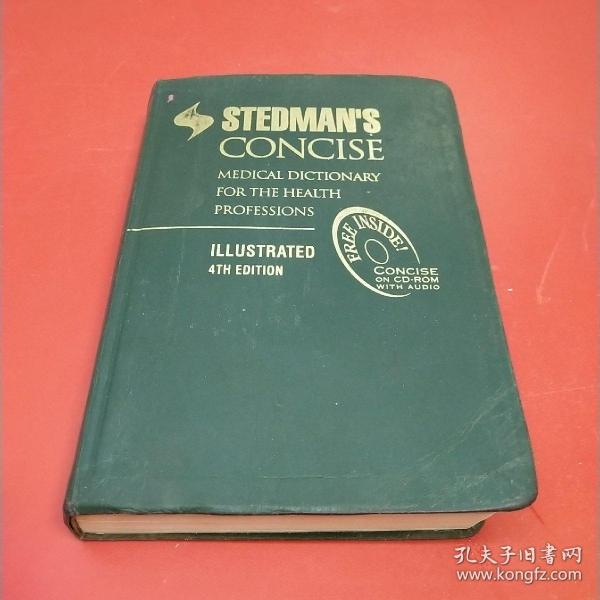 STEDMAN'S
CONCISE
MEDICAL DICTIONARY
FOR THE HEALTH
PROFESSIONS
ILLUSTRATED
4TH EDITION
FREE INSIDE!
CONCISE
ON CD-ROM
WITH AUDIO
孔夫子旧书网
www.kongfz.com